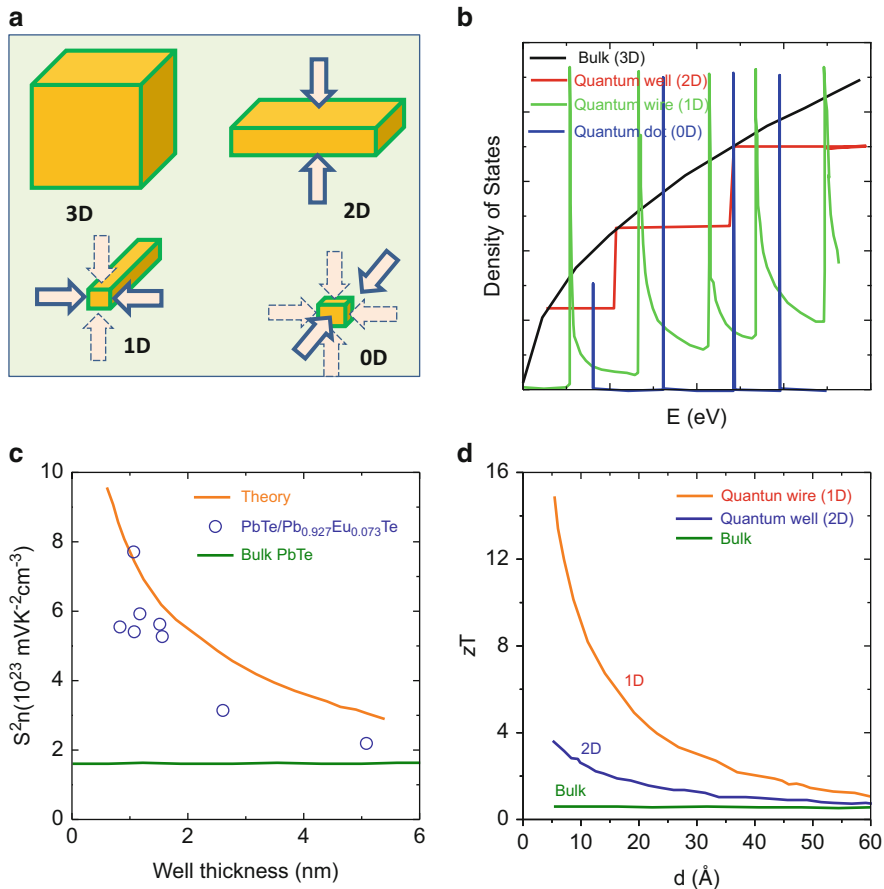 a
3D
2D
1D
0D
b
Bulk (3D)
Quantum well (2D)
Quantum wire (1D)
Quantum dot (0D)
Density of States
E (eV)
c
Theory
PbTe/Pb0.927Eu0.073Te
Bulk PbTe
10
8
6
4
2
0
S²n(10²³ mVK⁻²cm⁻³)
0 2 4 6
Well thickness (nm)
d
Quantun wire (1D)
Quantum well (2D)
Bulk
16
12
8
4
0
zT
1D
2D
Bulk
0 10 20 30 40 50 60
d (Å)